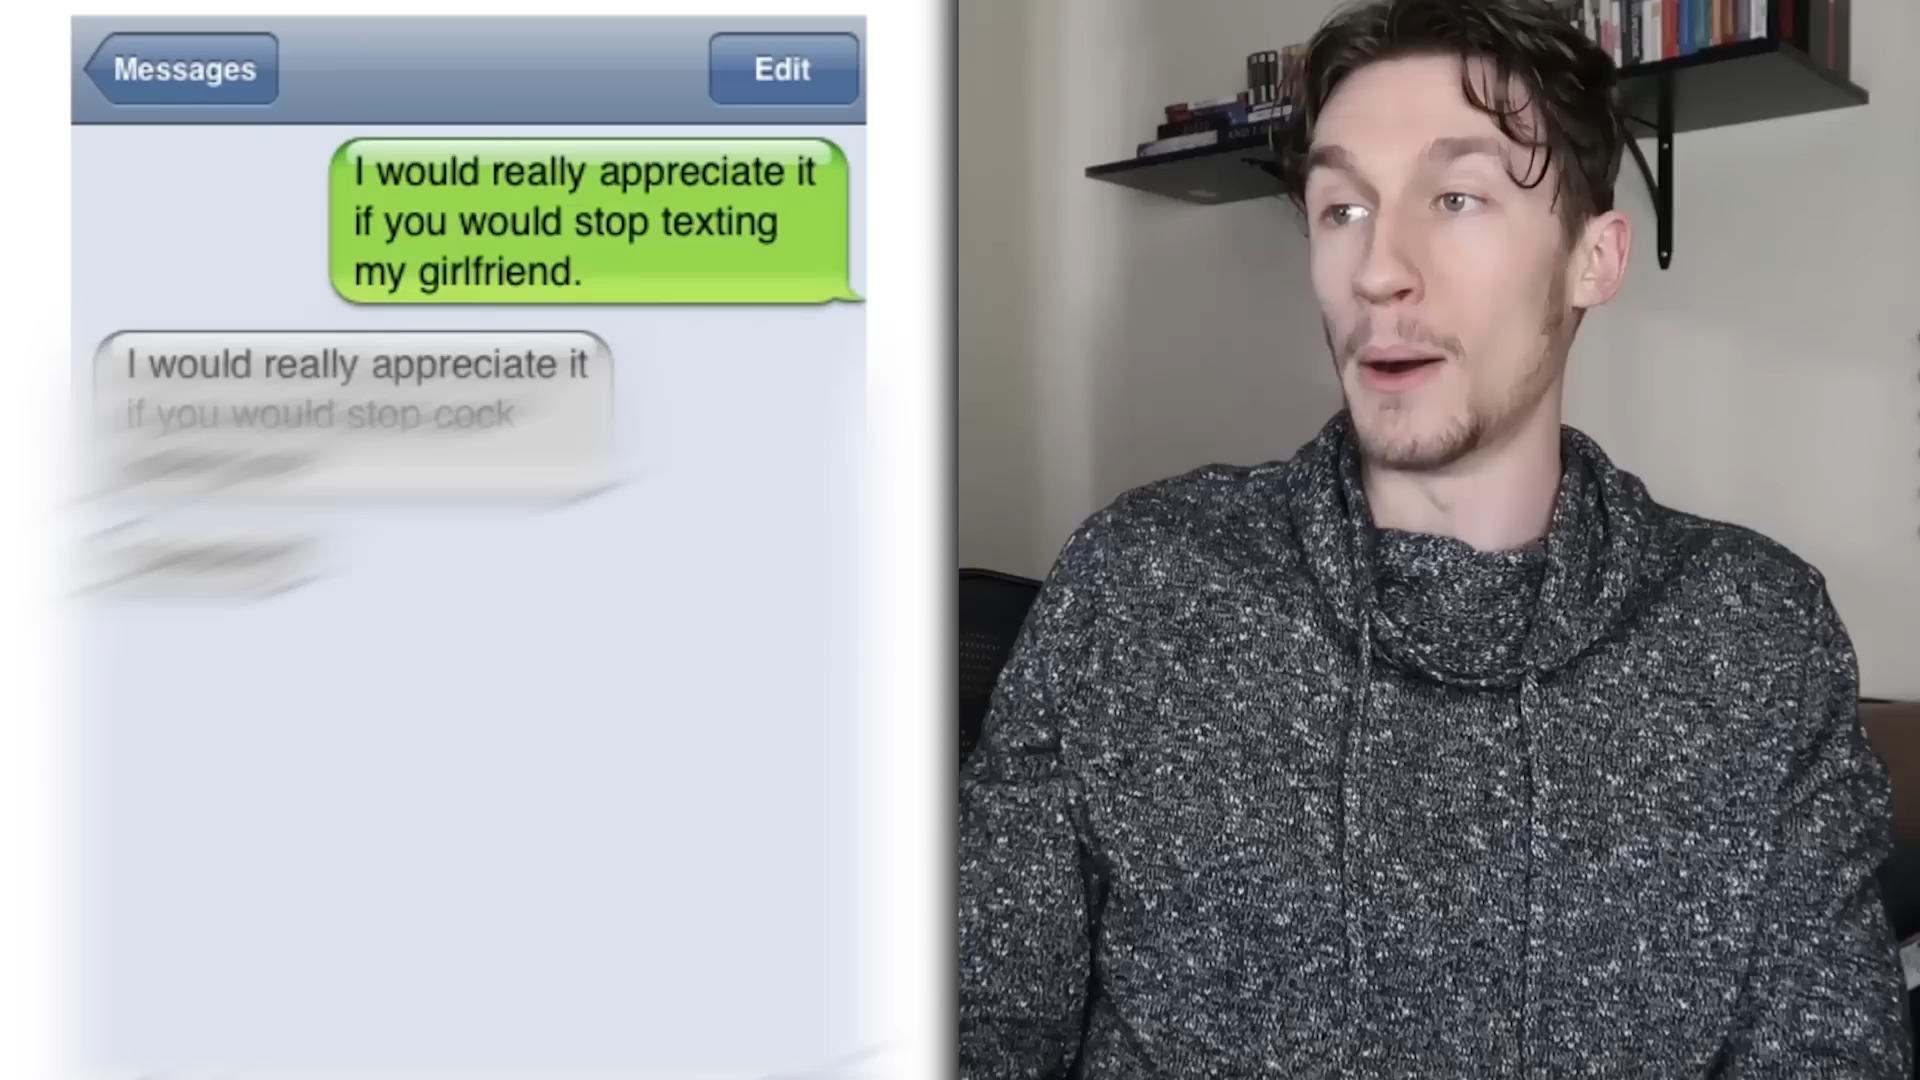 Messages
Edit
I would really appreciate it
if you would stop texting
my girlfriend.
I would really appreciate it
if you would stop cock